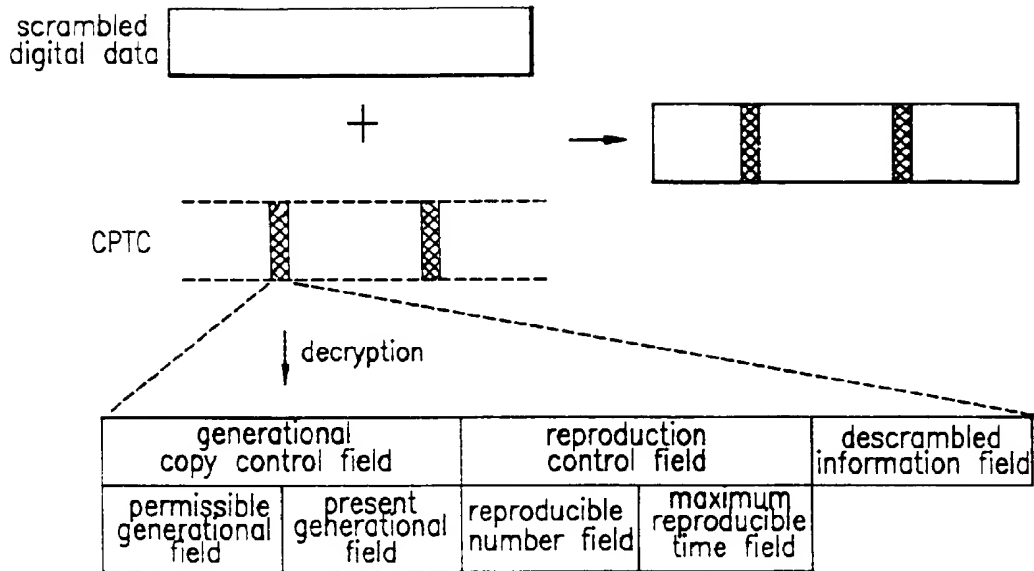 scrambled
digital data
+
CPTC
decryption
generational
copy control field
reproduction
control field
descrambled
information field
permissible
generational
field
present
generational
field
reproducible
number field
maximum
reproducible
time field